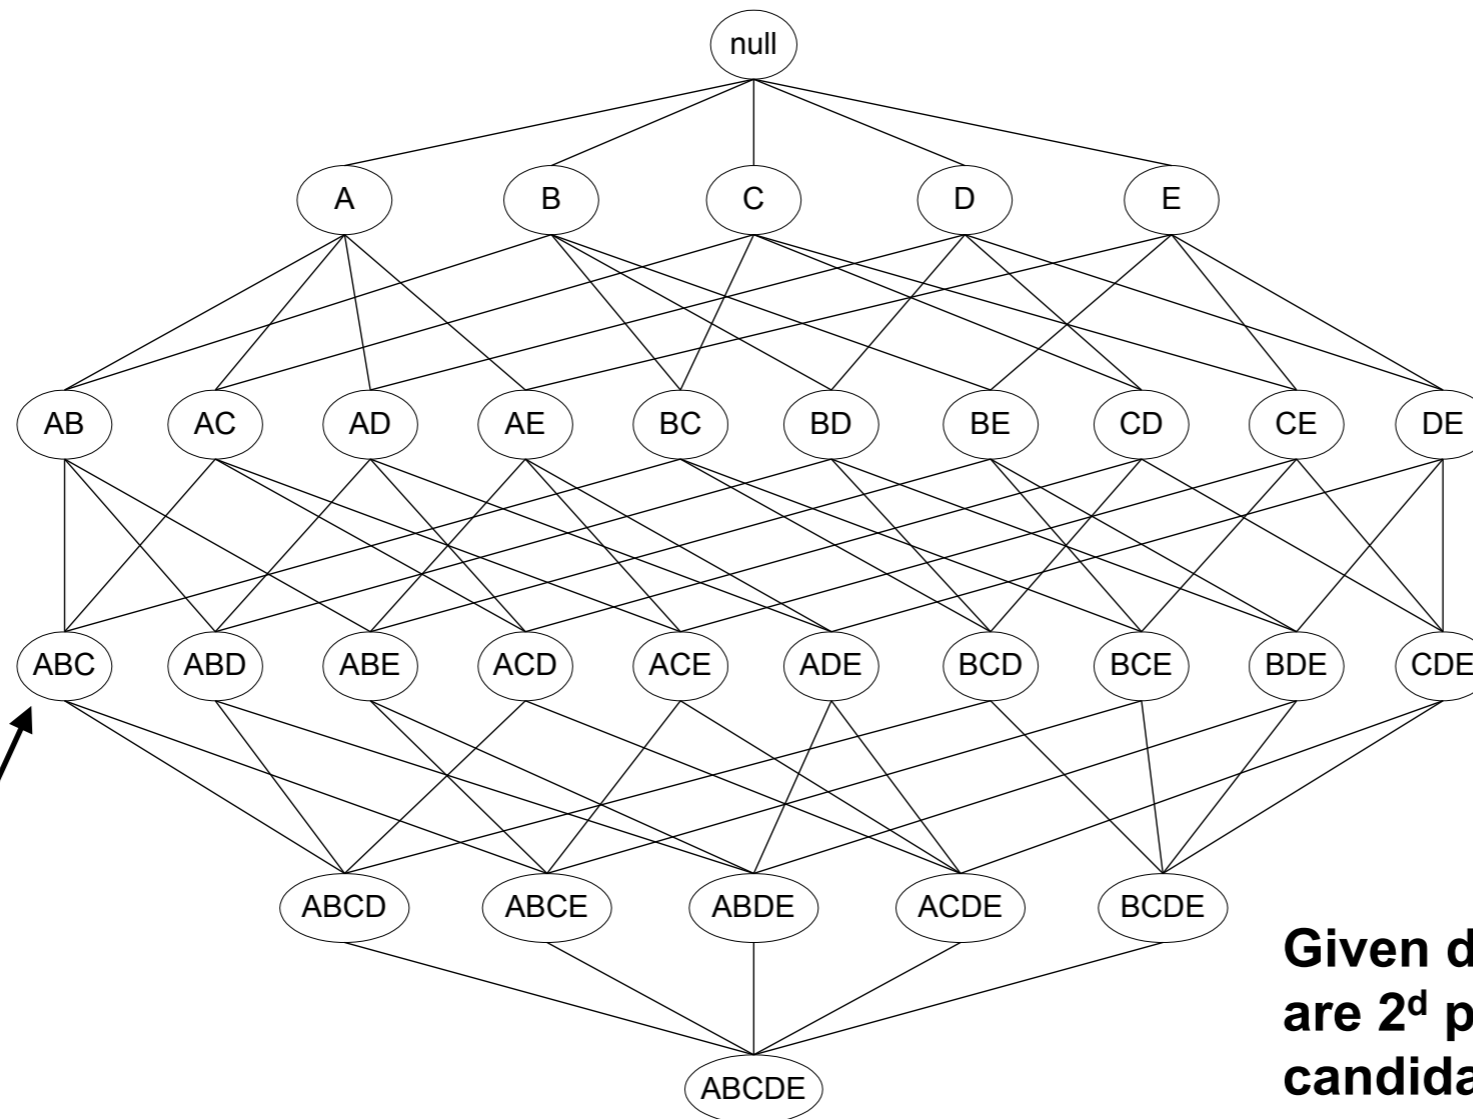 null
A B C D E
AB AC AD AE BC BD BE CD CE DE
ABC ABD ABE ACD ACE ADE BCD BCE BDE CDE
ABCD ABCE ABDE ACDE BCDE
Given d
are 2ᵈ p
candida
ABCDE